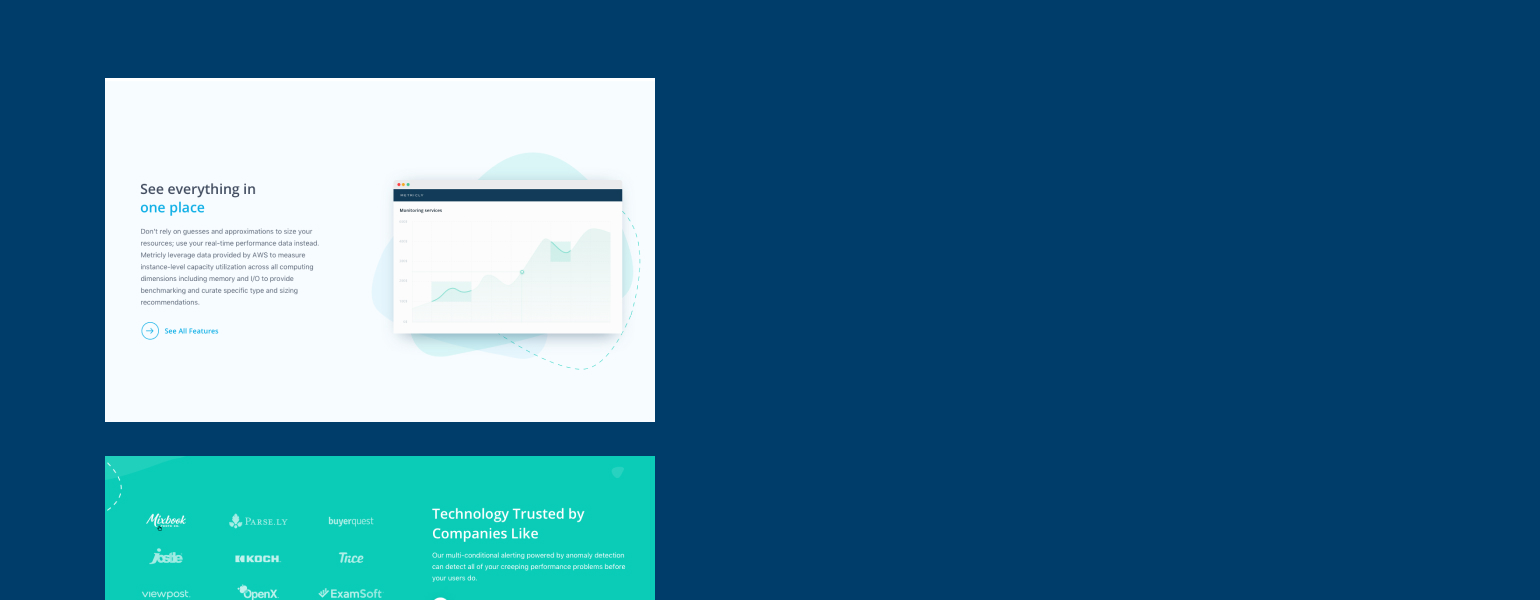 See everything in
one place
Don't rely on guesses and approximations to size your
resources; use your real-time performance data instead.
Metricly leverage data provided by AWS to measure
instance-level capacity utilization across all computing
dimensions including memory and I/O to provide
benchmarking and curate specific type and sizing
recommendations.
See All Features
METRICLY
Monitoring services
Mixbook
PARSE.LY
buyerquest
jostle
KOCH
Trice
viewpost
OpenX
ExamSoft
Technology Trusted by
Companies Like
Our multi-conditional alerting powered by anomaly detection
can detect all of your creeping performance problems before
your users do.